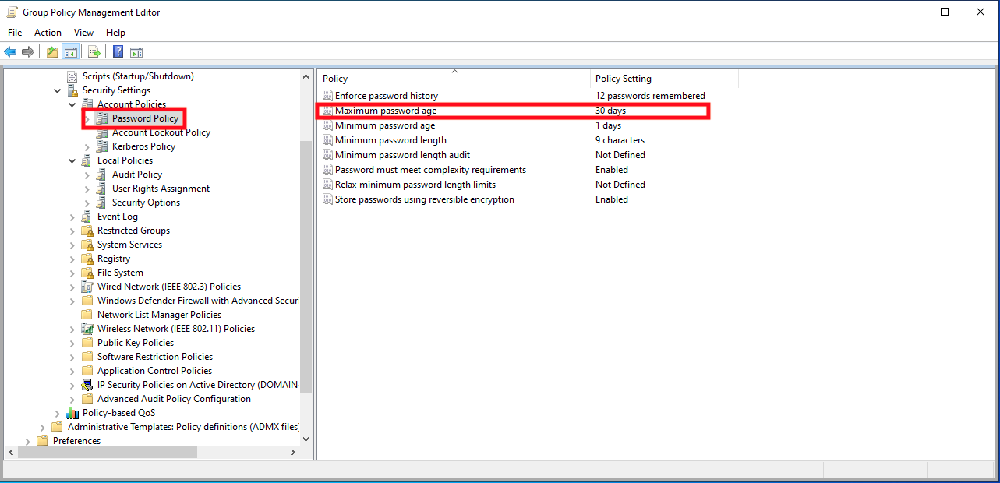 Group Policy Management Editor
File Action View Help
Scripts (Startup/Shutdown)
Security Settings
Account Policies
Password Policy
Account Lockout Policy
Kerberos Policy
Local Policies
Audit Policy
User Rights Assignment
Security Options
Event Log
Restricted Groups
System Services
Registry
File System
Wired Network (IEEE 802.3) Policies
Windows Defender Firewall with Advanced Securi
Network List Manager Policies
Wireless Network (IEEE 802.11) Policies
Public Key Policies
Software Restriction Policies
Application Control Policies
IP Security Policies on Active Directory (DOMAIN-
Advanced Audit Policy Configuration
Policy-based QoS
Administrative Templates: Policy definitions (ADMX files)
Preferences
Policy Policy Setting
Enforce password history 12 passwords remembered
Maximum password age 30 days
Minimum password age 1 days
Minimum password length 9 characters
Minimum password length audit Not Defined
Password must meet complexity requirements Enabled
Relax minimum password length limits Not Defined
Store passwords using reversible encryption Enabled